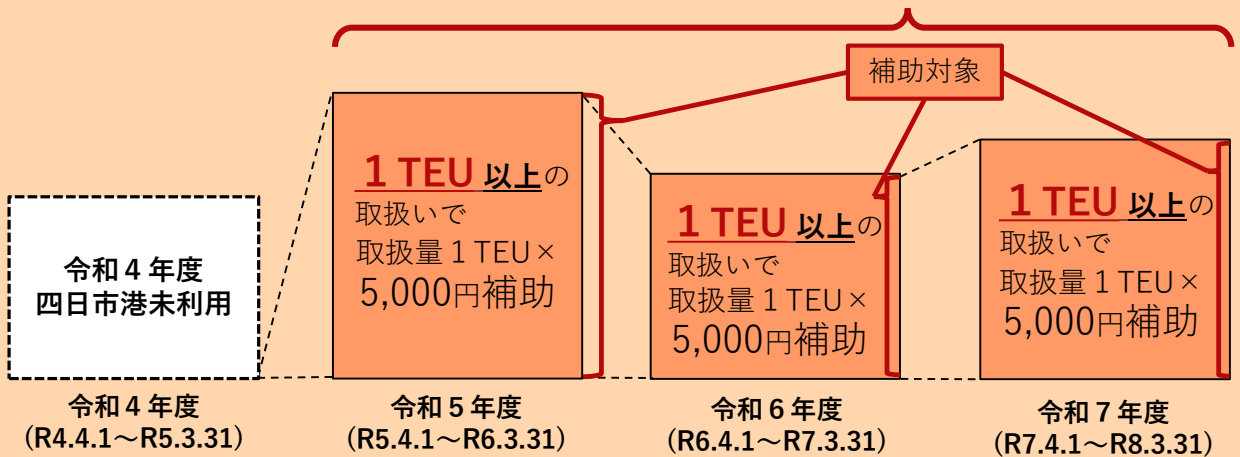 補助対象
令和４年度
四日市港未利用
1 TEU 以上の
取扱いで
取扱量１TEU×
5,000円補助
1 TEU 以上の
取扱いで
取扱量１TEU×
5,000円補助
1 TEU 以上の
取扱いで
取扱量１TEU×
5,000円補助
令和４年度
(R4.4.1～R5.3.31)
令和５年度
(R5.4.1～R6.3.31)
令和６年度
(R6.4.1～R7.3.31)
令和７年度
(R7.4.1～R8.3.31)